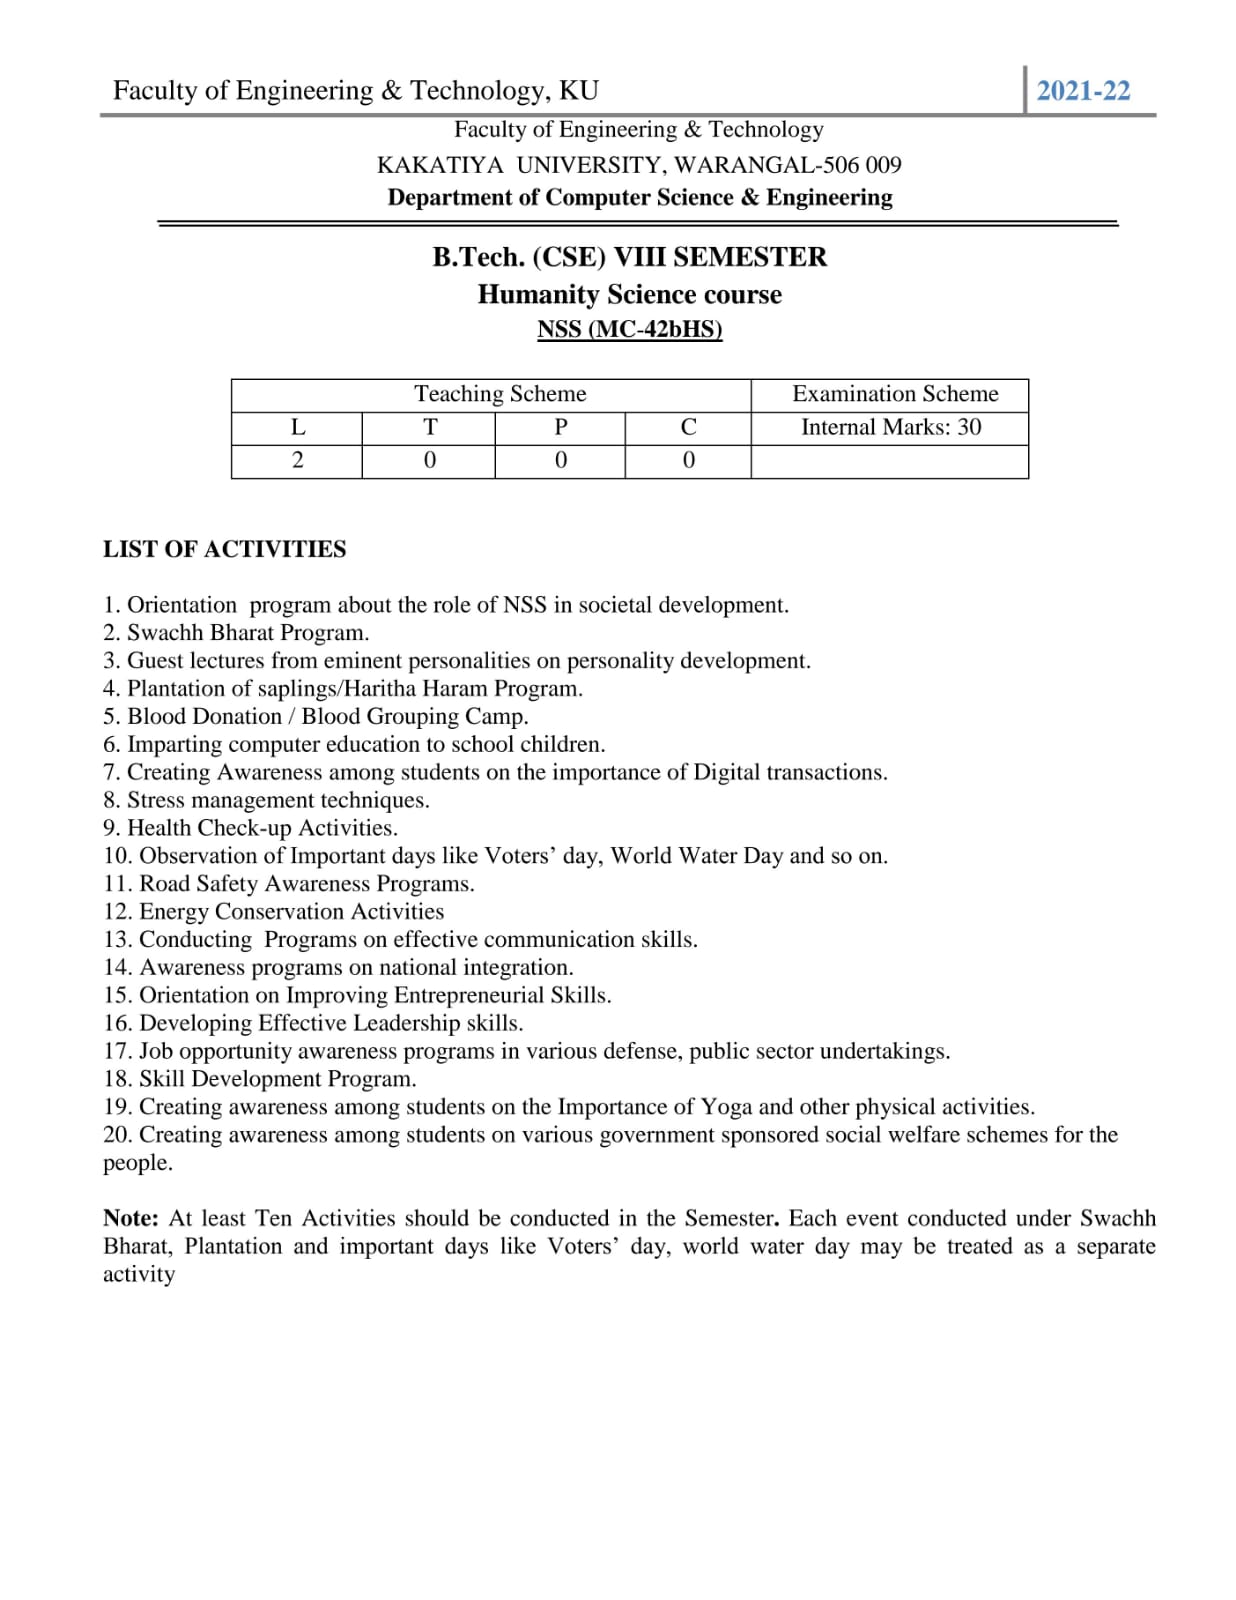 Faculty of Engineering & Technology, KU 2021-22
Faculty of Engineering & Technology
KAKATIYA UNIVERSITY, WARANGAL-506 009
Department of Computer Science & Engineering
B.Tech. (CSE) VIII SEMESTER
Humanity Science course
NSS (MC-42bHS)
Teaching Scheme Examination Scheme
L T P C Internal Marks: 30
2 0 0 0
LIST OF ACTIVITIES
1. Orientation program about the role of NSS in societal development.
2. Swachh Bharat Program.
3. Guest lectures from eminent personalities on personality development.
4. Plantation of saplings/Haritha Haram Program.
5. Blood Donation / Blood Grouping Camp.
6. Imparting computer education to school children.
7. Creating Awareness among students on the importance of Digital transactions.
8. Stress management techniques.
9. Health Check-up Activities.
10. Observation of Important days like Voters’ day, World Water Day and so on.
11. Road Safety Awareness Programs.
12. Energy Conservation Activities
13. Conducting Programs on effective communication skills.
14. Awareness programs on national integration.
15. Orientation on Improving Entrepreneurial Skills.
16. Developing Effective Leadership skills.
17. Job opportunity awareness programs in various defense, public sector undertakings.
18. Skill Development Program.
19. Creating awareness among students on the Importance of Yoga and other physical activities.
20. Creating awareness among students on various government sponsored social welfare schemes for the
people.
Note: At least Ten Activities should be conducted in the Semester. Each event conducted under Swachh
Bharat, Plantation and important days like Voters’ day, world water day may be treated as a separate
activity